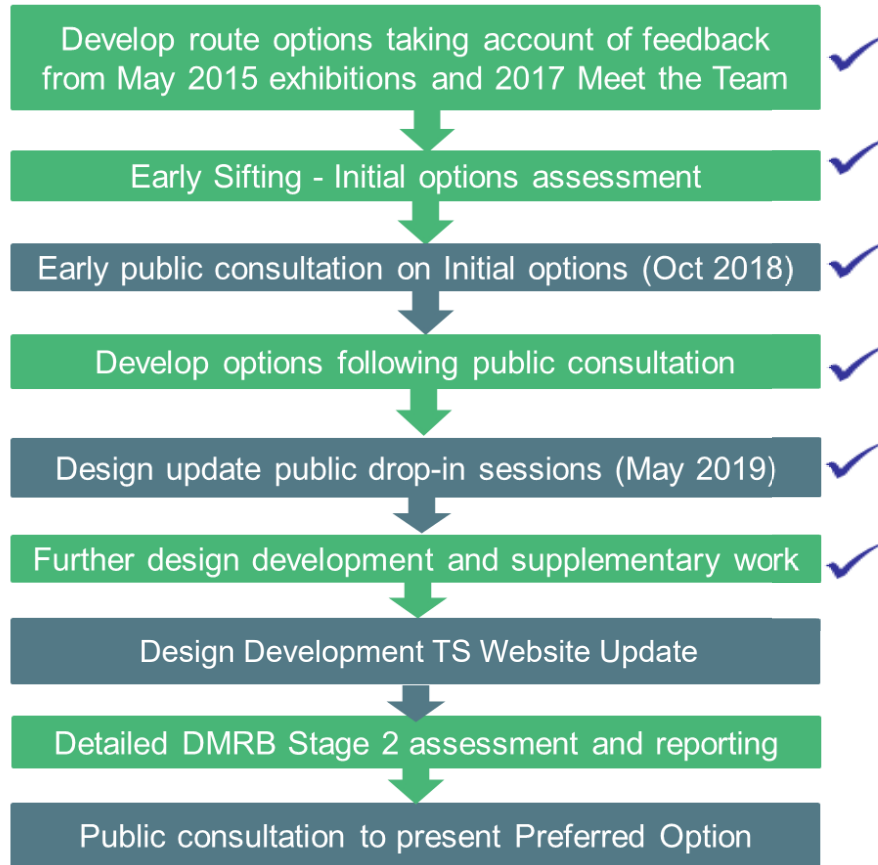 Develop route options taking account of feedback
from May 2015 exhibitions and 2017 Meet the Team
Early Sifting - Initial options assessment
Early public consultation on Initial options (Oct 2018)
Develop options following public consultation
Design update public drop-in sessions (May 2019)
Further design development and supplementary work
Design Development TS Website Update
Detailed DMRB Stage 2 assessment and reporting
Public consultation to present Preferred Option